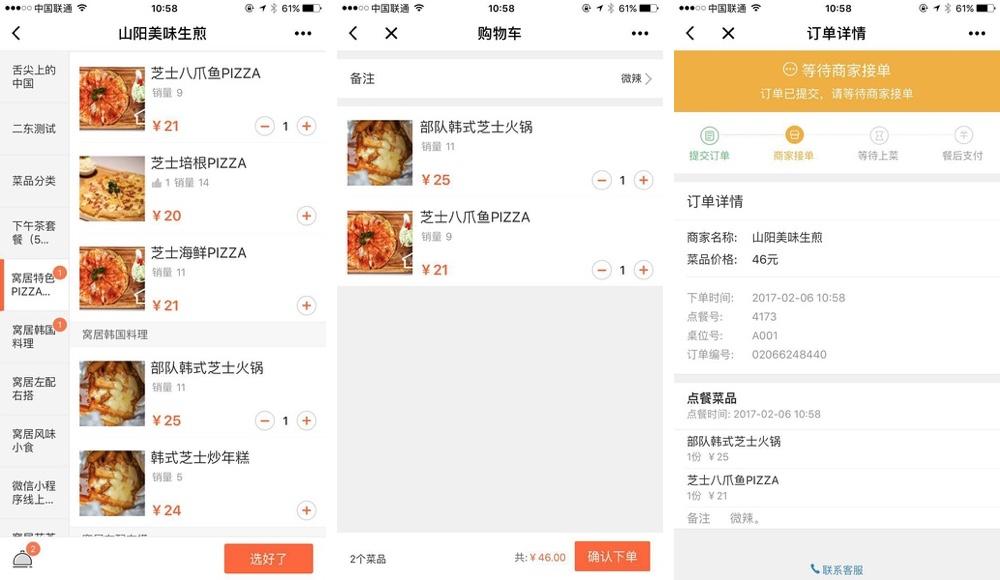 中国联通
10:58
61%
山阳美味生煎
舌尖上的
中国
二东测试
菜品分类
下午茶套
餐（5...
窝居特色
PIZZA...
1
窝居韩国
料理
1
窝居左配
右搭
窝居风味
小食
微信小程
序线上...
芝士八爪鱼PIZZA
销量 9
¥21
1
芝士培根PIZZA
1 销量 14
¥20
芝士海鲜PIZZA
销量 11
¥21
窝居韩国料理
部队韩式芝士火锅
销量 11
¥25
1
韩式芝士炒年糕
销量 5
¥24
2
选好了
中国联通
10:58
61%
购物车
备注
微辣
部队韩式芝士火锅
销量 11
¥25
1
芝士八爪鱼PIZZA
销量 9
¥21
1
2个菜品
共:¥46.00
确认下单
中国联通
10:58
61%
订单详情
等待商家接单
订单已提交，请等待商家接单
提交订单
商家接单
等待上菜
餐后支付
订单详情
商家名称: 山阳美味生煎
菜品价格: 46元
下单时间: 2017-02-06 10:58
点餐号: 4173
桌位号: A001
订单编号: 02066248440
点餐菜品
点餐时间: 2017-02-06 10:58
部队韩式芝士火锅
1份 ¥25
芝士八爪鱼PIZZA
1份 ¥21
备注 微辣。
联系客服